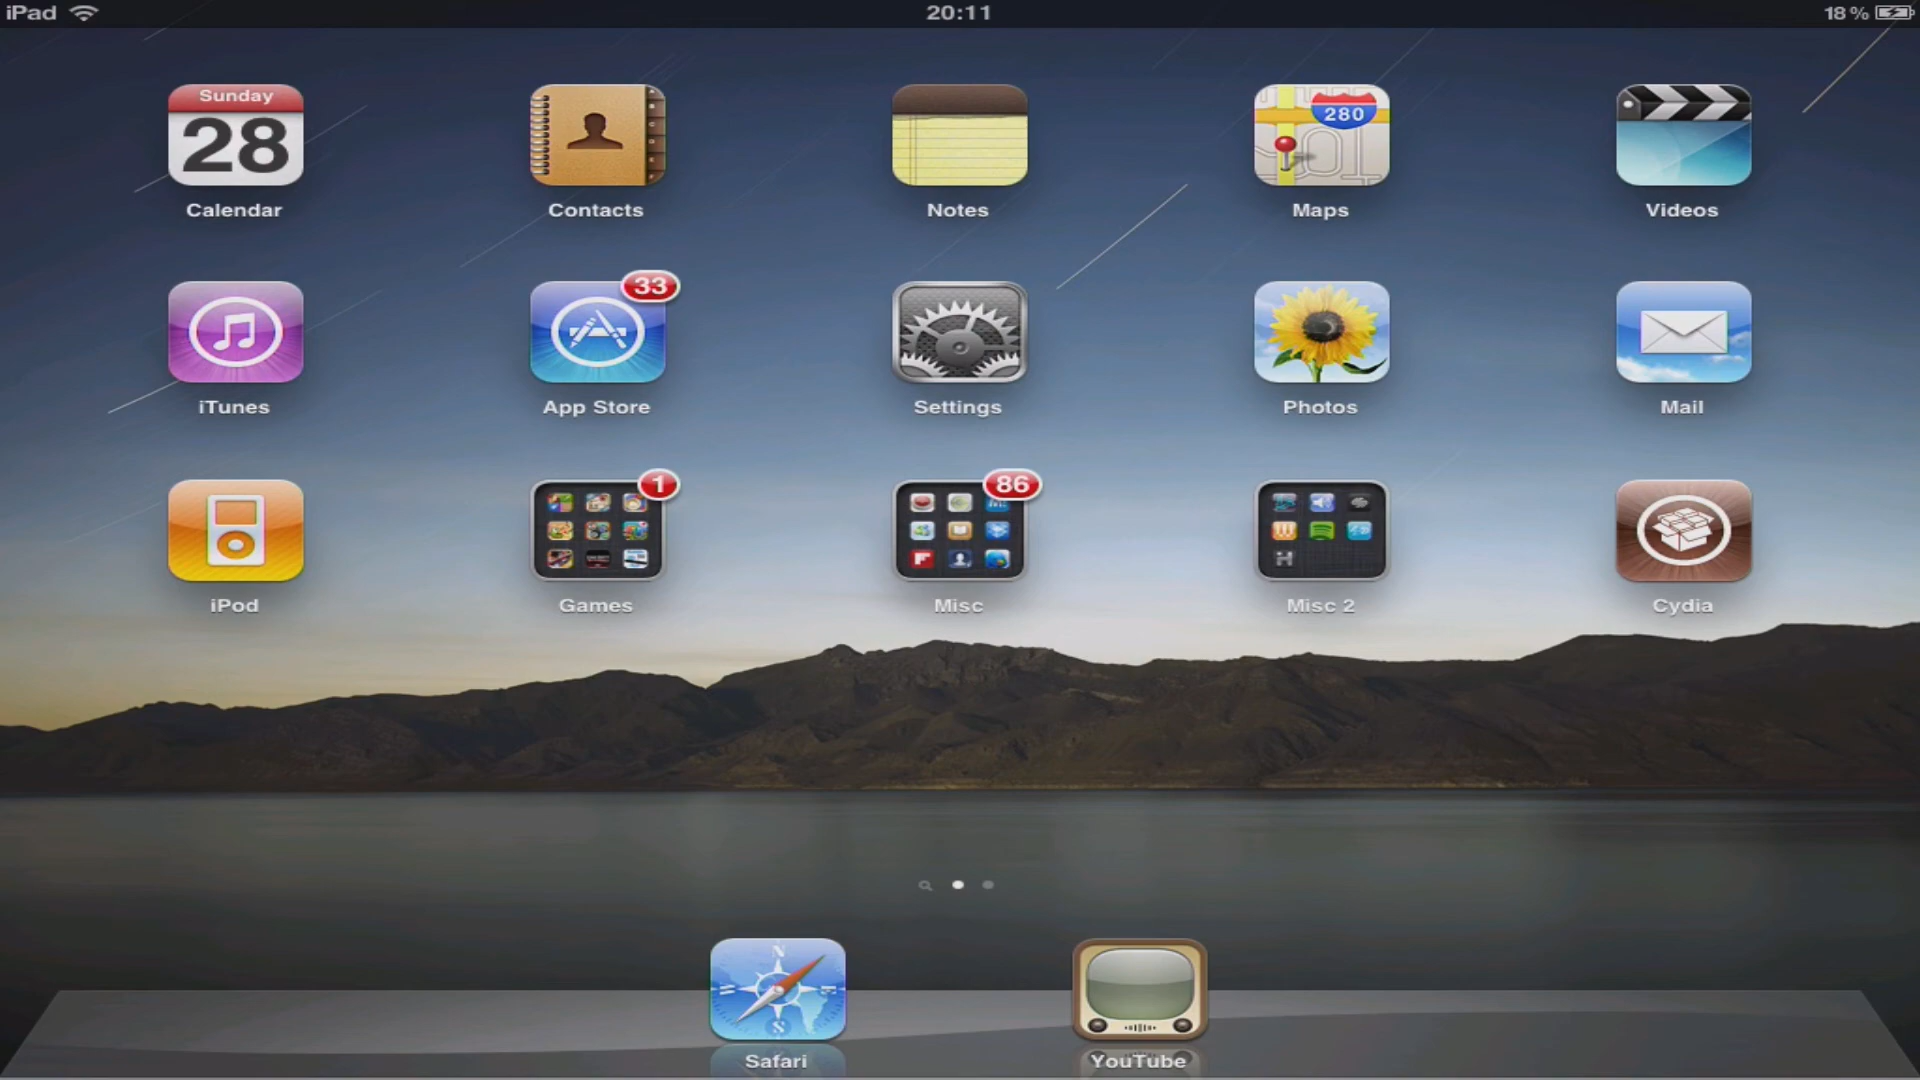 iPad 20:11 18%
Sunday
28
280
Calendar Contacts Notes Maps Videos
33
iTunes App Store Settings Photos Mail
1 86
iPod Games Misc Misc 2 Cydia
N
W E
S
Safari YouTube